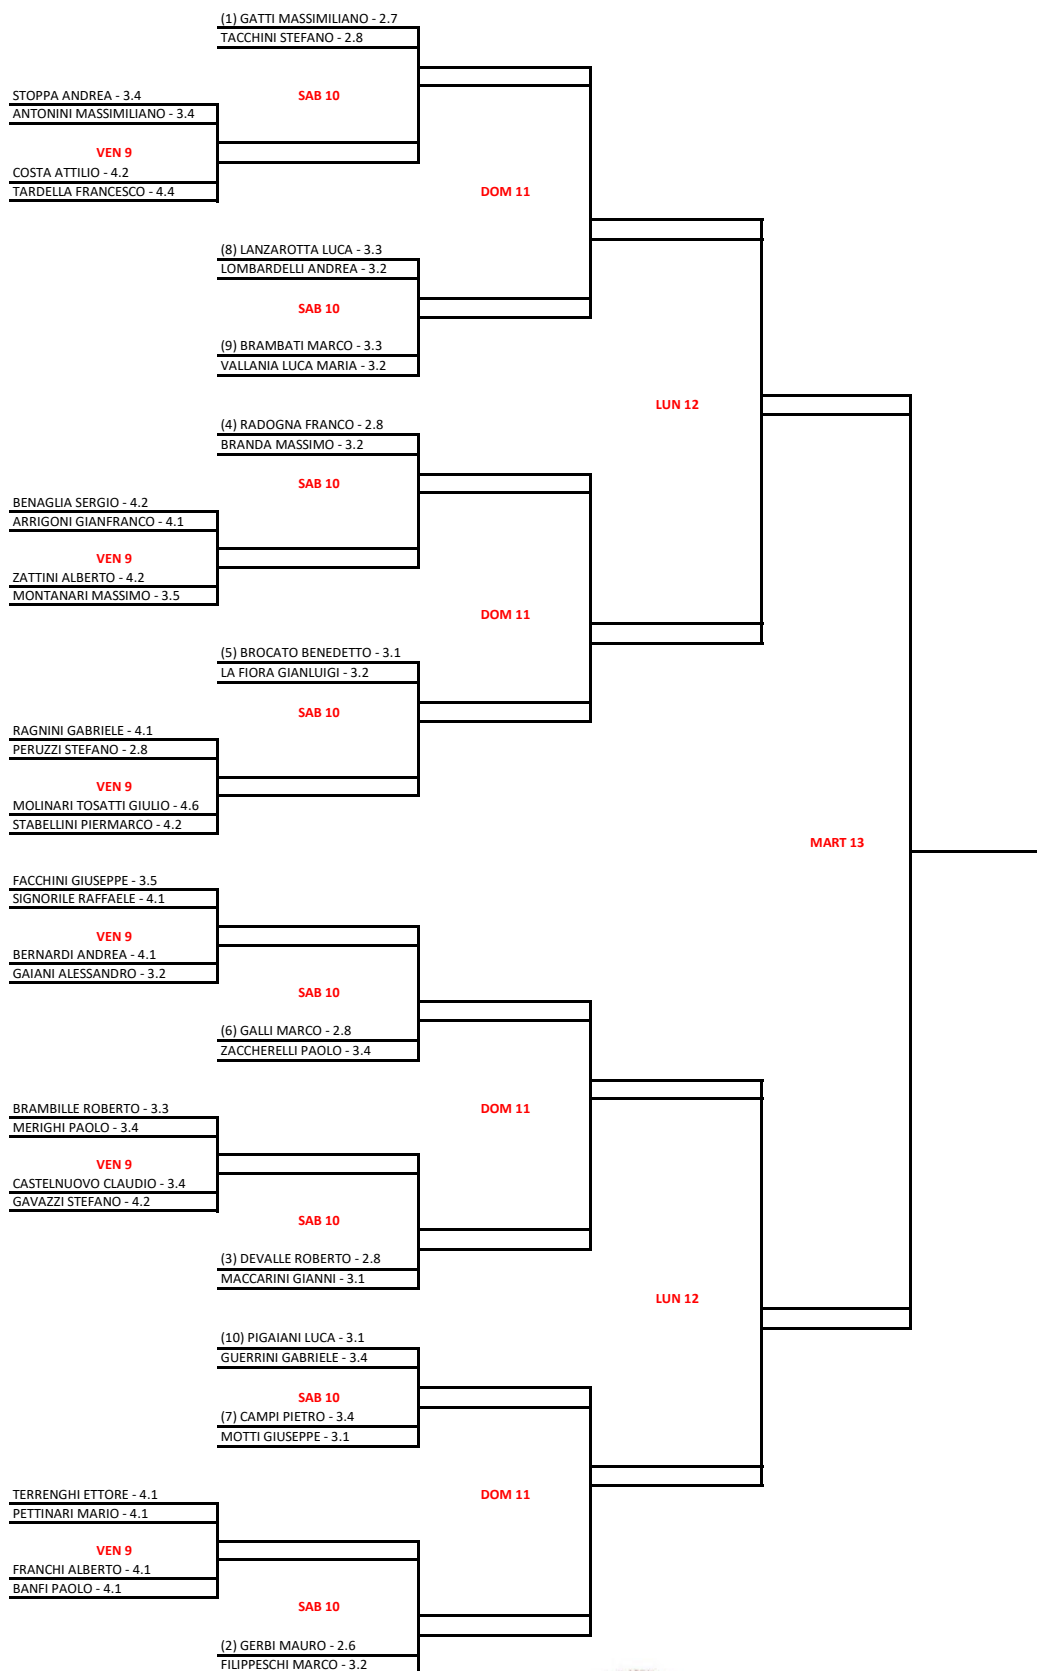 (1) GATTI MASSIMILIANO - 2.7
TACCHINI STEFANO - 2.8
SAB 10
STOPPA ANDREA - 3.4
ANTONINI MASSIMILIANO - 3.4
VEN 9
COSTA ATTILIO - 4.2
TARDELLA FRANCESCO - 4.4
DOM 11
(8) LANZAROTTA LUCA - 3.3
LOMBARDELLI ANDREA - 3.2
SAB 10
(9) BRAMBATI MARCO - 3.3
VALLANIA LUCA MARIA - 3.2
LUN 12
(4) RADOGNA FRANCO - 2.8
BRANDA MASSIMO - 3.2
SAB 10
BENAGLIA SERGIO - 4.2
ARRIGONI GIANFRANCO - 4.1
VEN 9
ZATTINI ALBERTO - 4.2
MONTANARI MASSIMO - 3.5
DOM 11
(5) BROCATO BENEDETTO - 3.1
LA FIORA GIANLUIGI - 3.2
SAB 10
RAGNINI GABRIELE - 4.1
PERUZZI STEFANO - 2.8
VEN 9
MOLINARI TOSATTI GIULIO - 4.6
STABELLINI PIERMARCO - 4.2
MART 13
FACCHINI GIUSEPPE - 3.5
SIGNORILE RAFFAELE - 4.1
VEN 9
BERNARDI ANDREA - 4.1
GAIANI ALESSANDRO - 3.2
SAB 10
(6) GALLI MARCO - 2.8
ZACCHERELLI PAOLO - 3.4
DOM 11
BRAMBILLE ROBERTO - 3.3
MERIGHI PAOLO - 3.4
VEN 9
CASTELNUOVO CLAUDIO - 3.4
GAVAZZI STEFANO - 4.2
SAB 10
(3) DEVALLE ROBERTO - 2.8
MACCARINI GIANNI - 3.1
LUN 12
(10) PIGAIANI LUCA - 3.1
GUERRINI GABRIELE - 3.4
SAB 10
(7) CAMPI PIETRO - 3.4
MOTTI GIUSEPPE - 3.1
DOM 11
TERRENGHI ETTORE - 4.1
PETTINARI MARIO - 4.1
VEN 9
FRANCHI ALBERTO - 4.1
BANFI PAOLO - 4.1
SAB 10
(2) GERBI MAURO - 2.6
FILIPPESCHI MARCO - 3.2